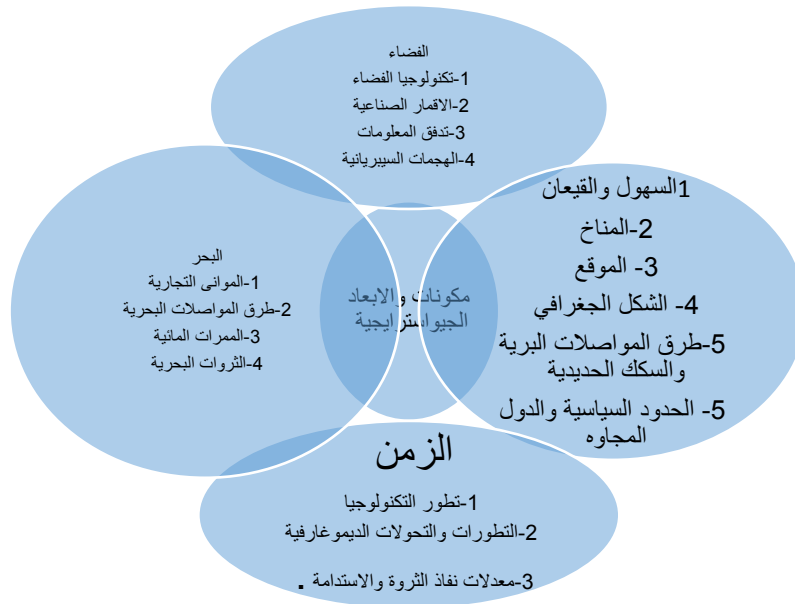 الفضاء
1-تكنولوجيا الفضاء
2-الاقمار الصناعية
3-تدفق المعلومات
4-الهجمات السيبريانية
1السهول والقيعان
2-المناخ
3- الموقع
4- الشكل الجغرافي
5-طرق المواصلات البرية
والسكك الحديدية
5- الحدود السياسية والدول
المجاوه
مكونات والابعاد
الجيواسترايجية
البحر
1-الموانى التجارية
2-طرق المواصلات البحرية
3-الممرات المائية
4-الثروات البحرية
الزمن
1-تطور التكنولوجيا
2-التطورات والتحولات الديموغارفية
3-معدلات نفاذ الثروة والاستدامة .